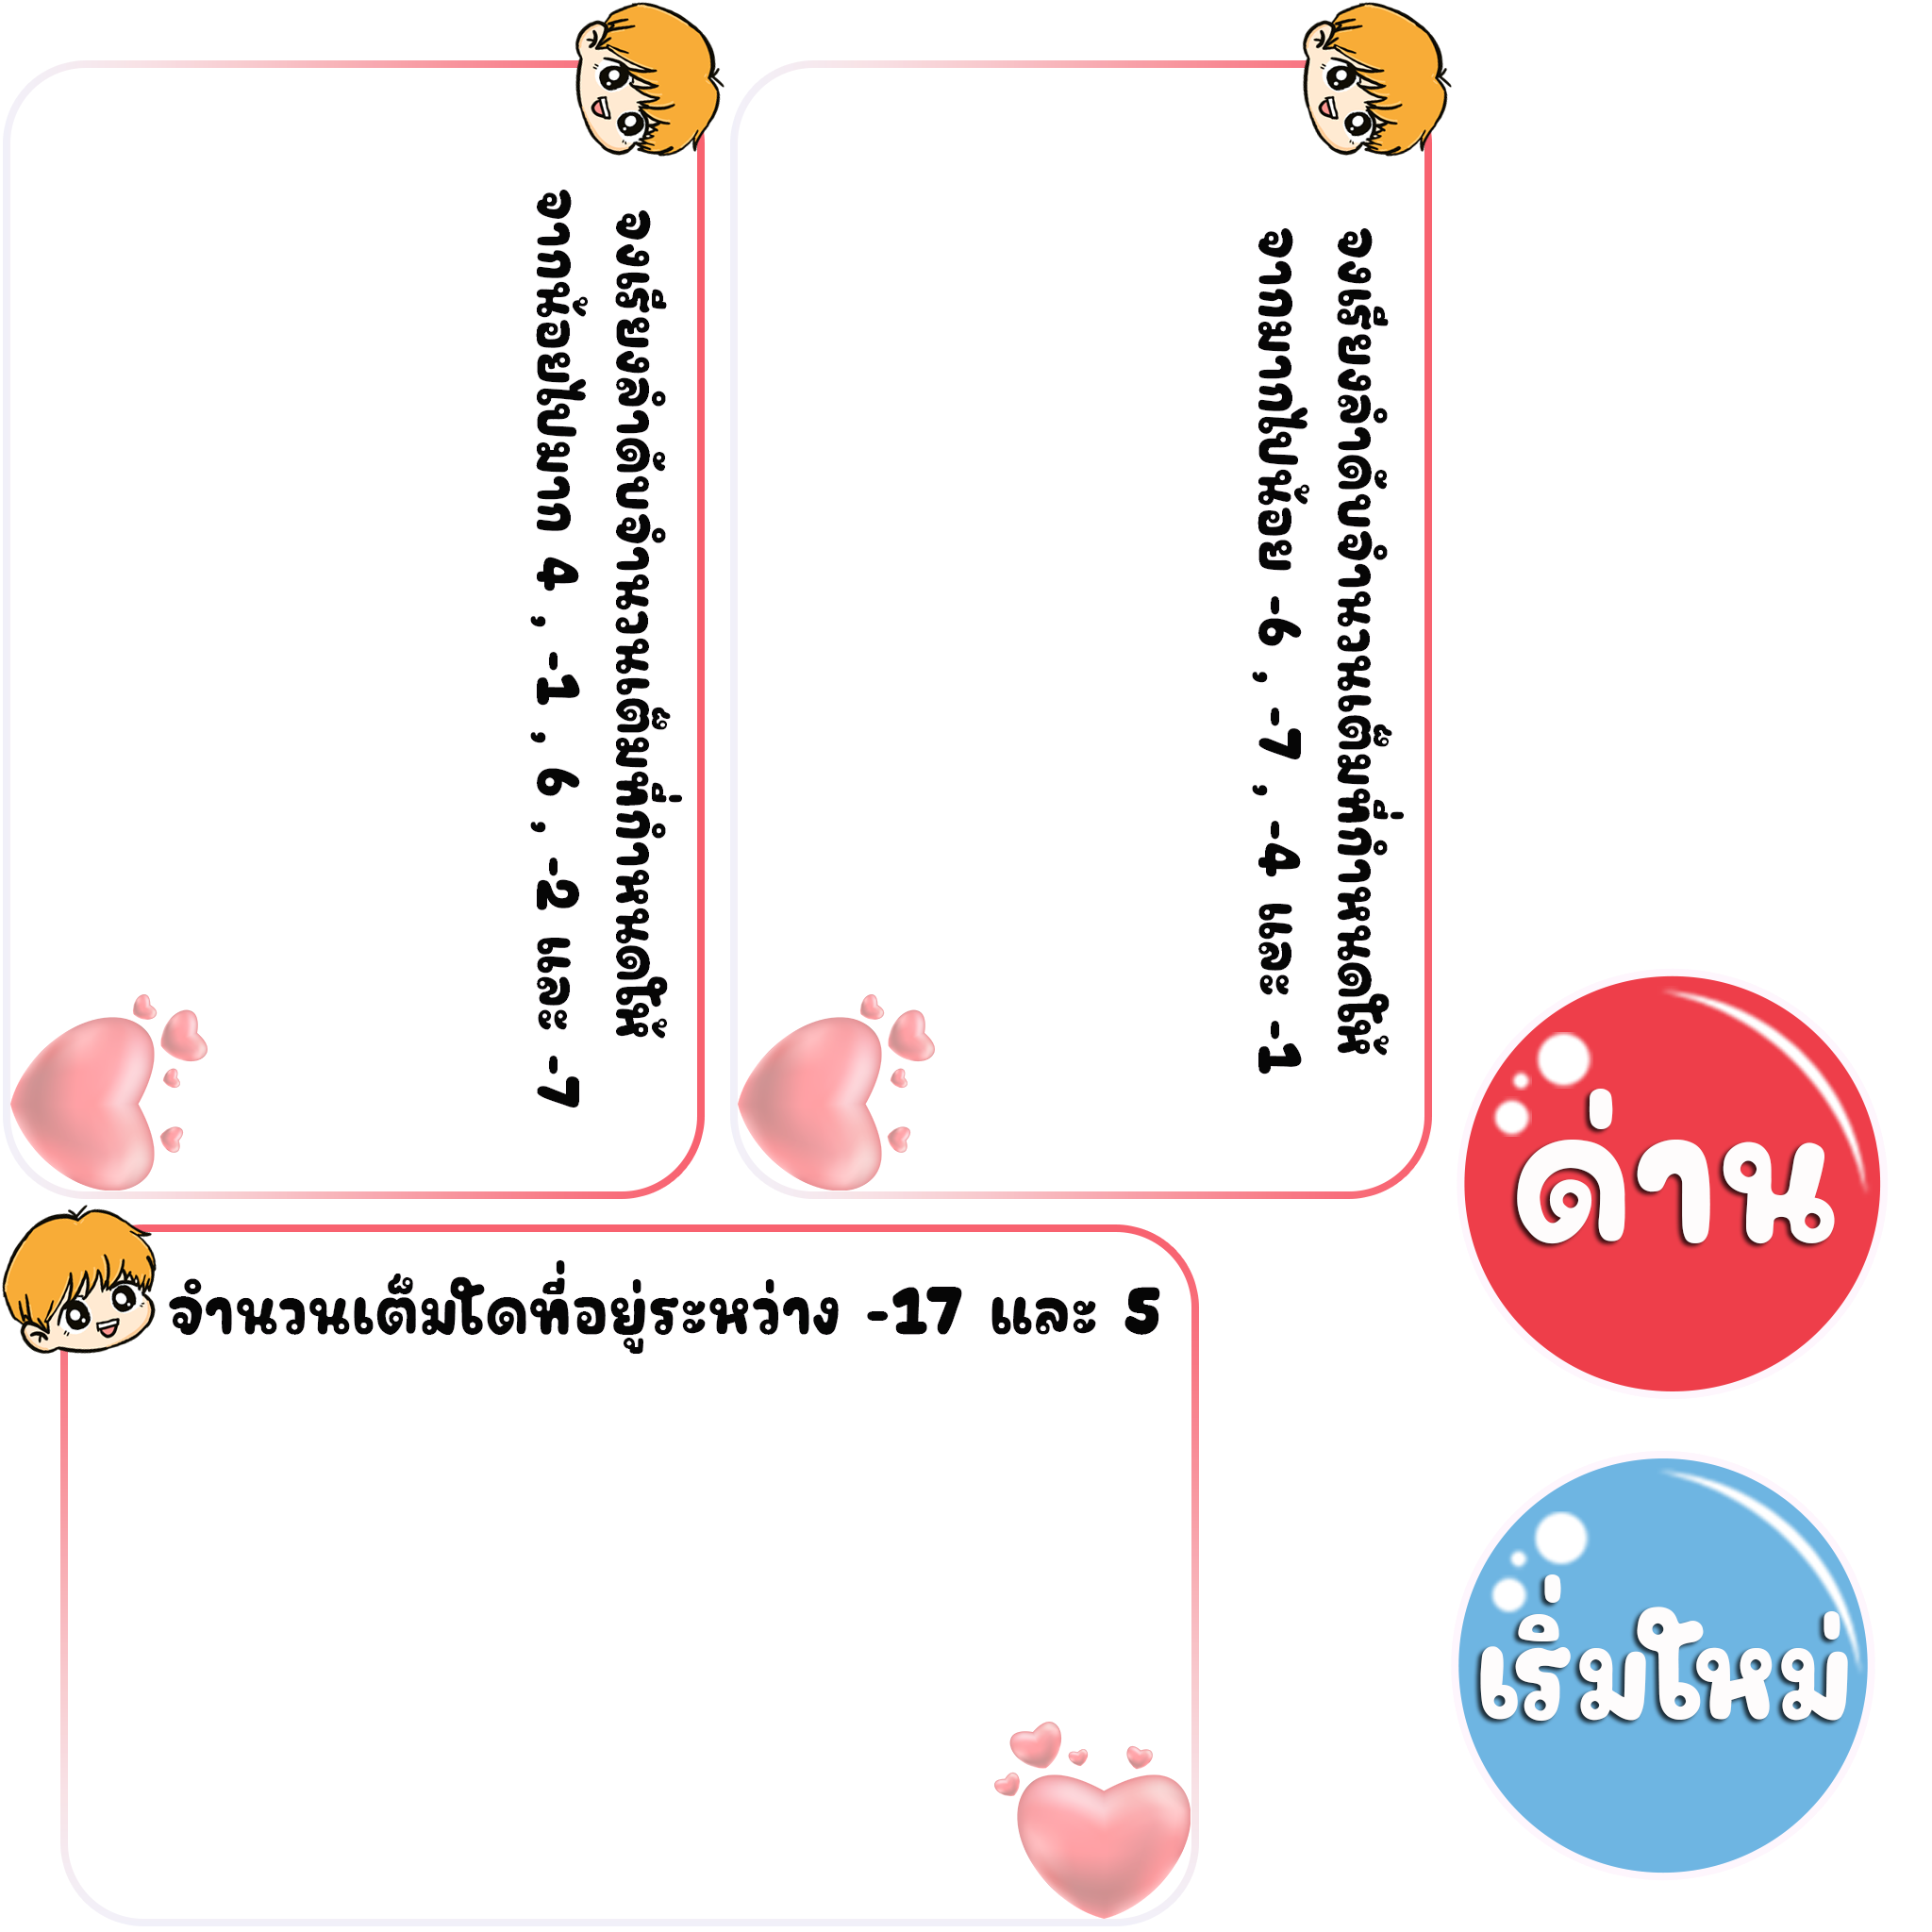 จงเรียงลำดับจำนวนเต็มที่กำหนดให้
จากน้อยไปมาก 4 , -1 , 6 , -2 และ -7
จงเรียงลำดับจำนวนเต็มที่กำหนดให้
จากมากไปน้อย -6 , -7 , -4 และ -1
ด่าน
จำนวนเต็มใดที่อยู่ระหว่าง -17 และ 5
เริ่มใหม่